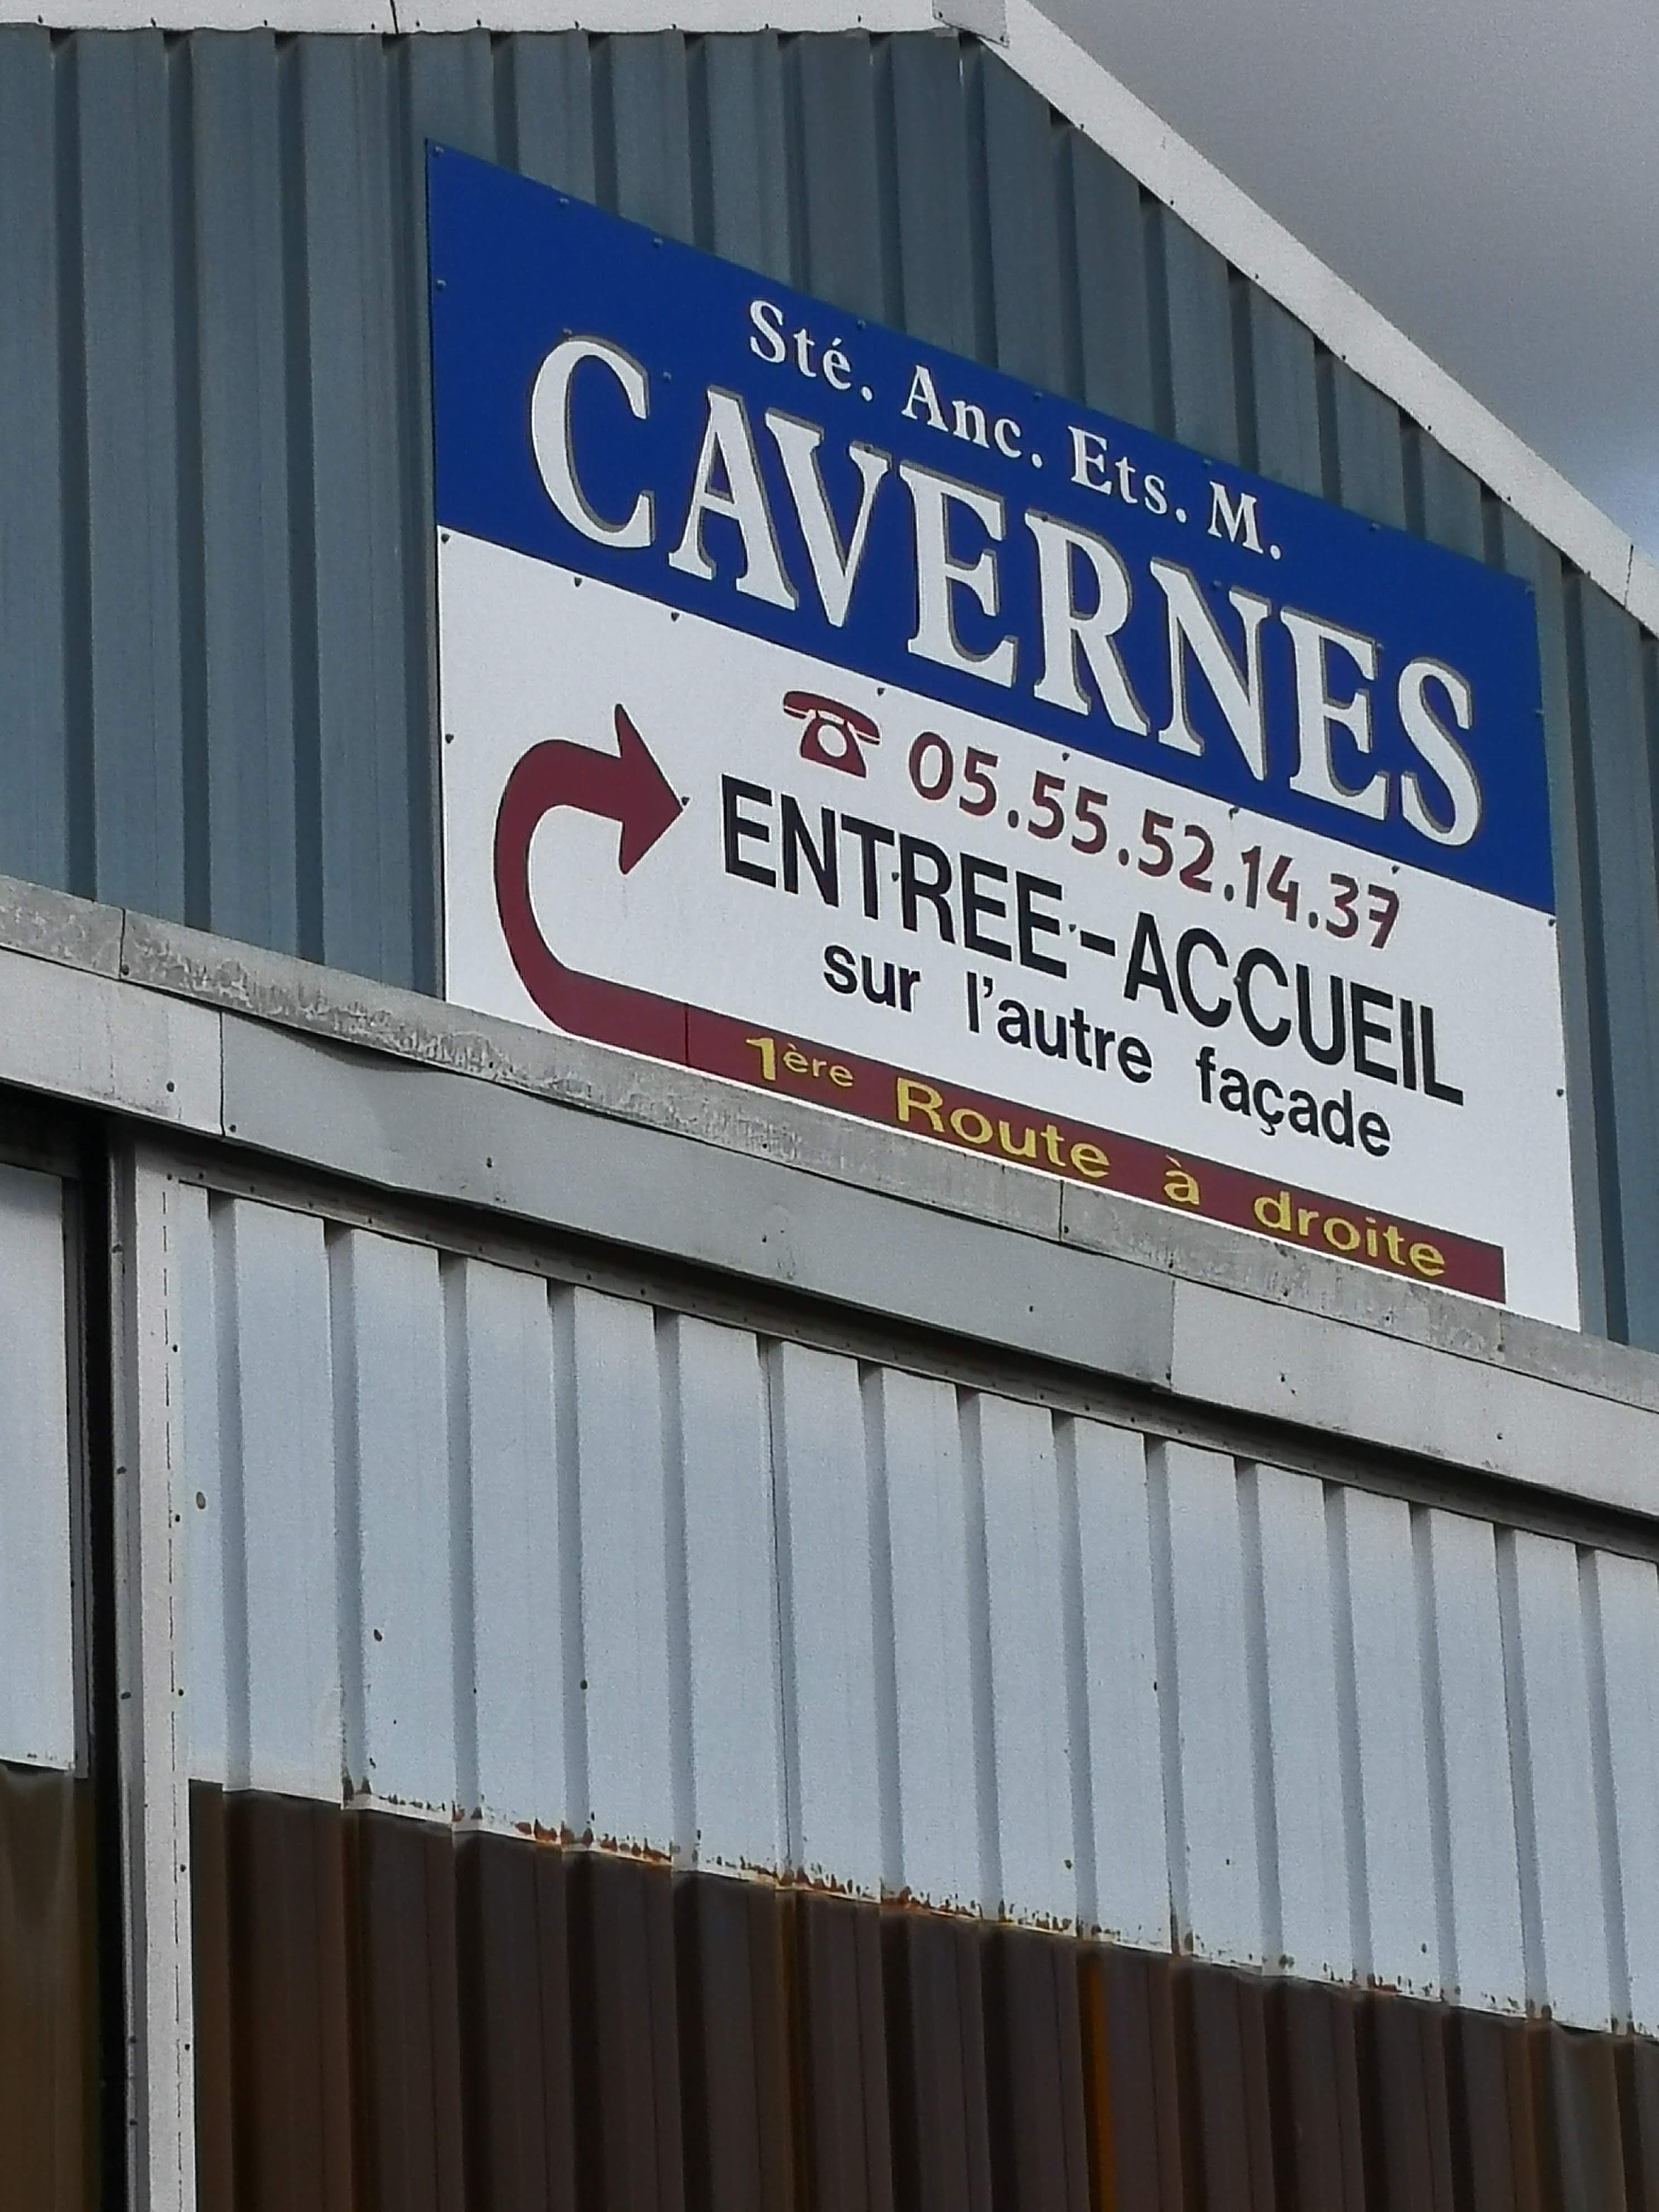 Sté. Anc. Ets. M.
CAVERNES
05.55.52.14.37
ENTREE-ACCUEIL
sur l'autre façade
1ère Route à droite